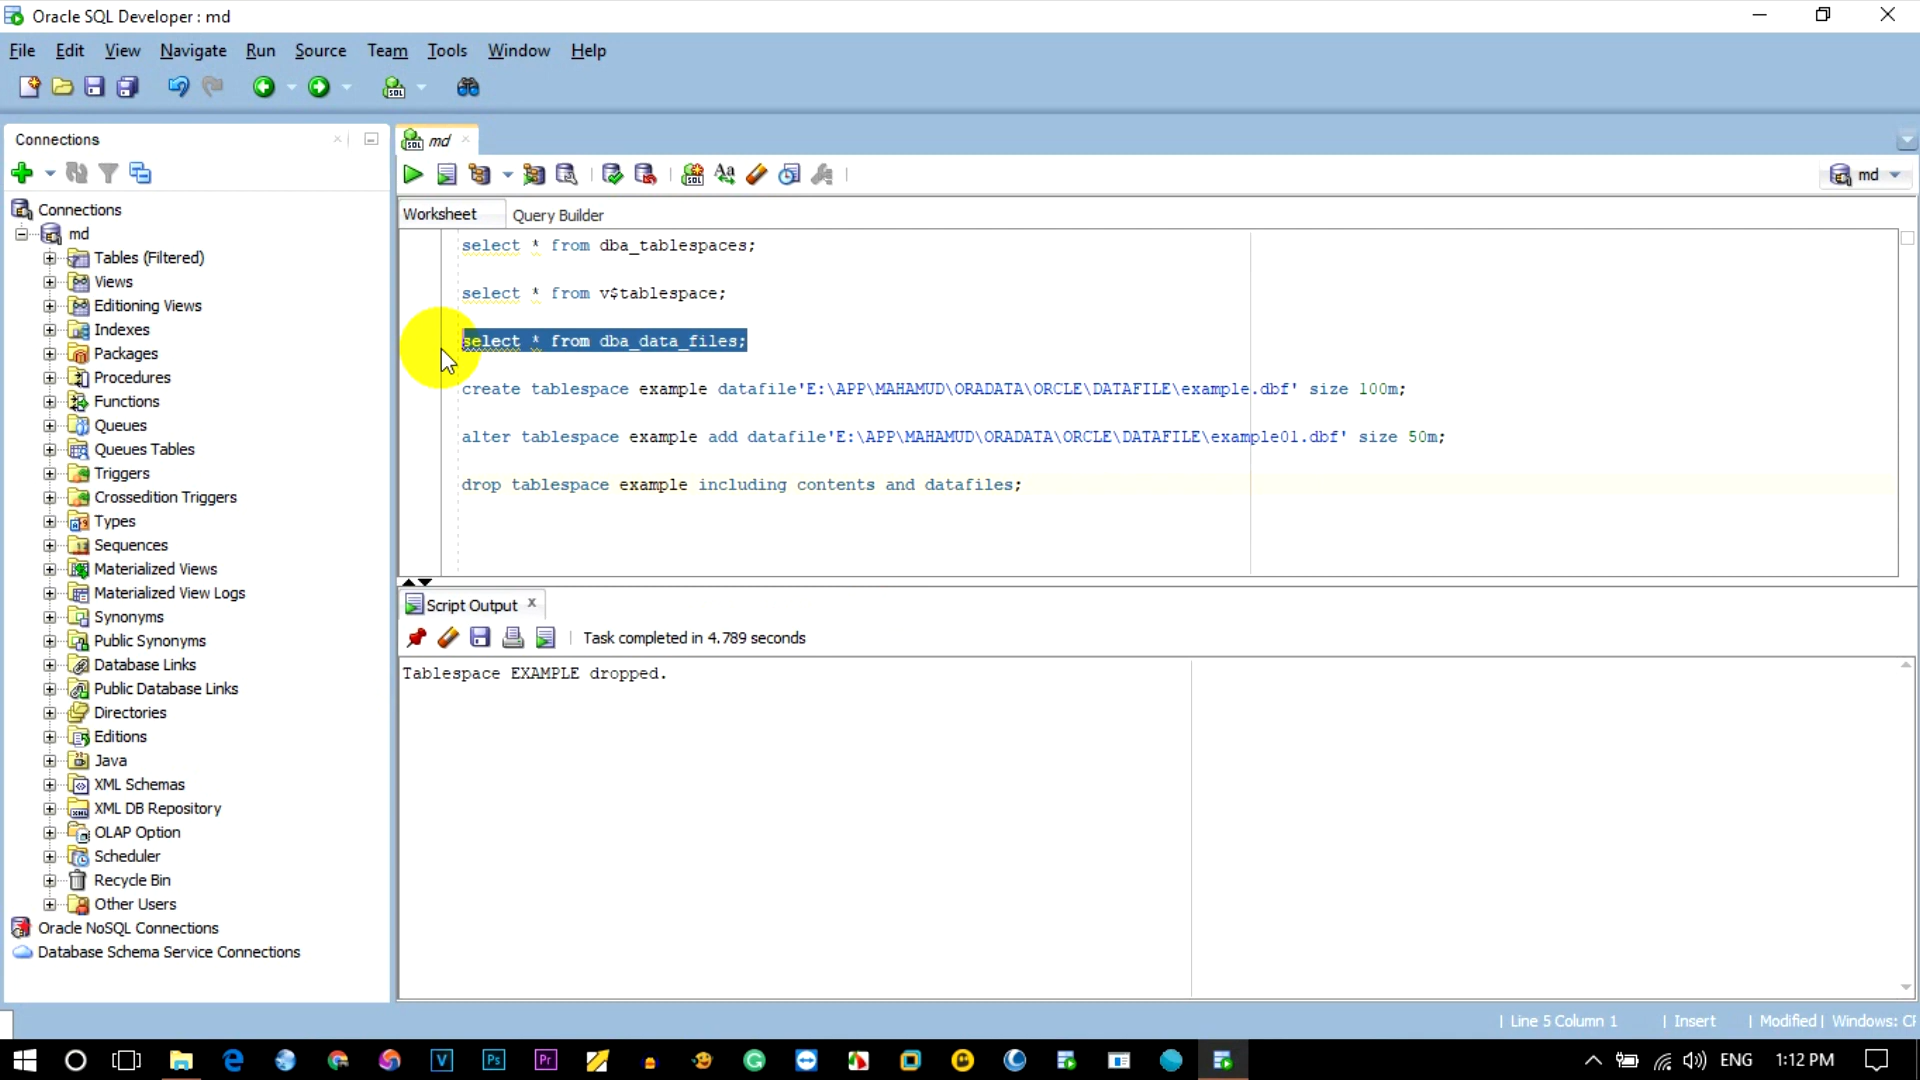 Oracle SQL Developer : md
File Edit View Navigate Run Source Team Tools Window Help
Connections
md
md
Worksheet Query Builder
Connections
md
Tables (Filtered)
Views
Editioning Views
Indexes
Packages
Procedures
Functions
Queues
Queues Tables
Triggers
Crossedition Triggers
Types
Sequences
Materialized Views
Materialized View Logs
Synonyms
Public Synonyms
Database Links
Public Database Links
Directories
Editions
Java
XML Schemas
XML DB Repository
OLAP Option
Scheduler
Recycle Bin
Other Users
Oracle NoSQL Connections
Database Schema Service Connections
select * from dba_tablespaces;
select * from v$tablespace;
select * from dba_data_files;
create tablespace example datafile'E:\APP\MAHAMUD\ORADATA\ORCLE\DATAFILE\example.dbf' size 100m;
alter tablespace example add datafile'E:\APP\MAHAMUD\ORADATA\ORCLE\DATAFILE\example01.dbf' size 50m;
drop tablespace example including contents and datafiles;
Script Output
Task completed in 4.789 seconds
Tablespace EXAMPLE dropped.
| Line 5 Column 1 | Insert | Modified | Windows:
ENG 1:12 PM